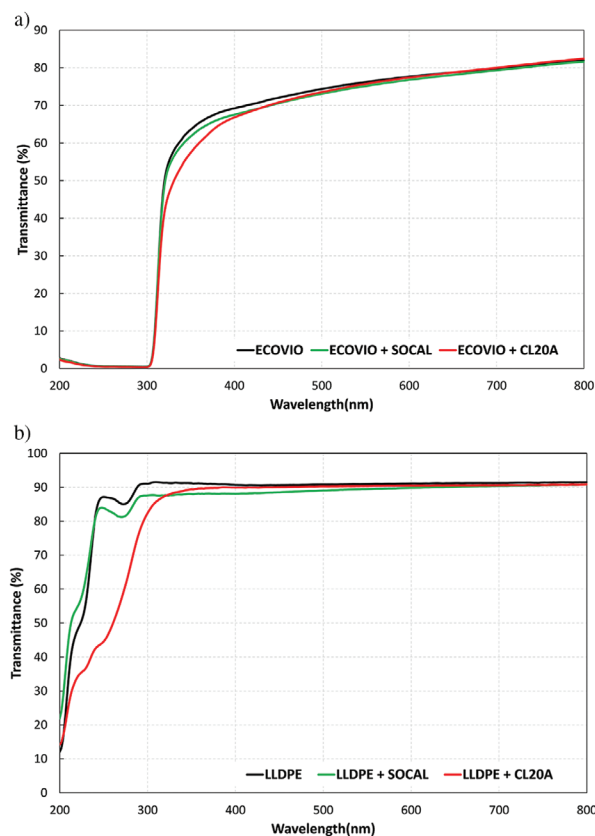 a)
90
80
70
60
50
40
30
20
10
0
Transmittance (%)
ECOVIO ECOVIO + SOCAL ECOVIO + CL20A
200 300 400 500 600 700 800
Wavelength(nm)
b)
100
90
80
70
60
50
40
30
20
10
0
Transmittance (%)
LLDPE LLDPE + SOCAL LLDPE + CL20A
200 300 400 500 600 700 800
Wavelength(nm)